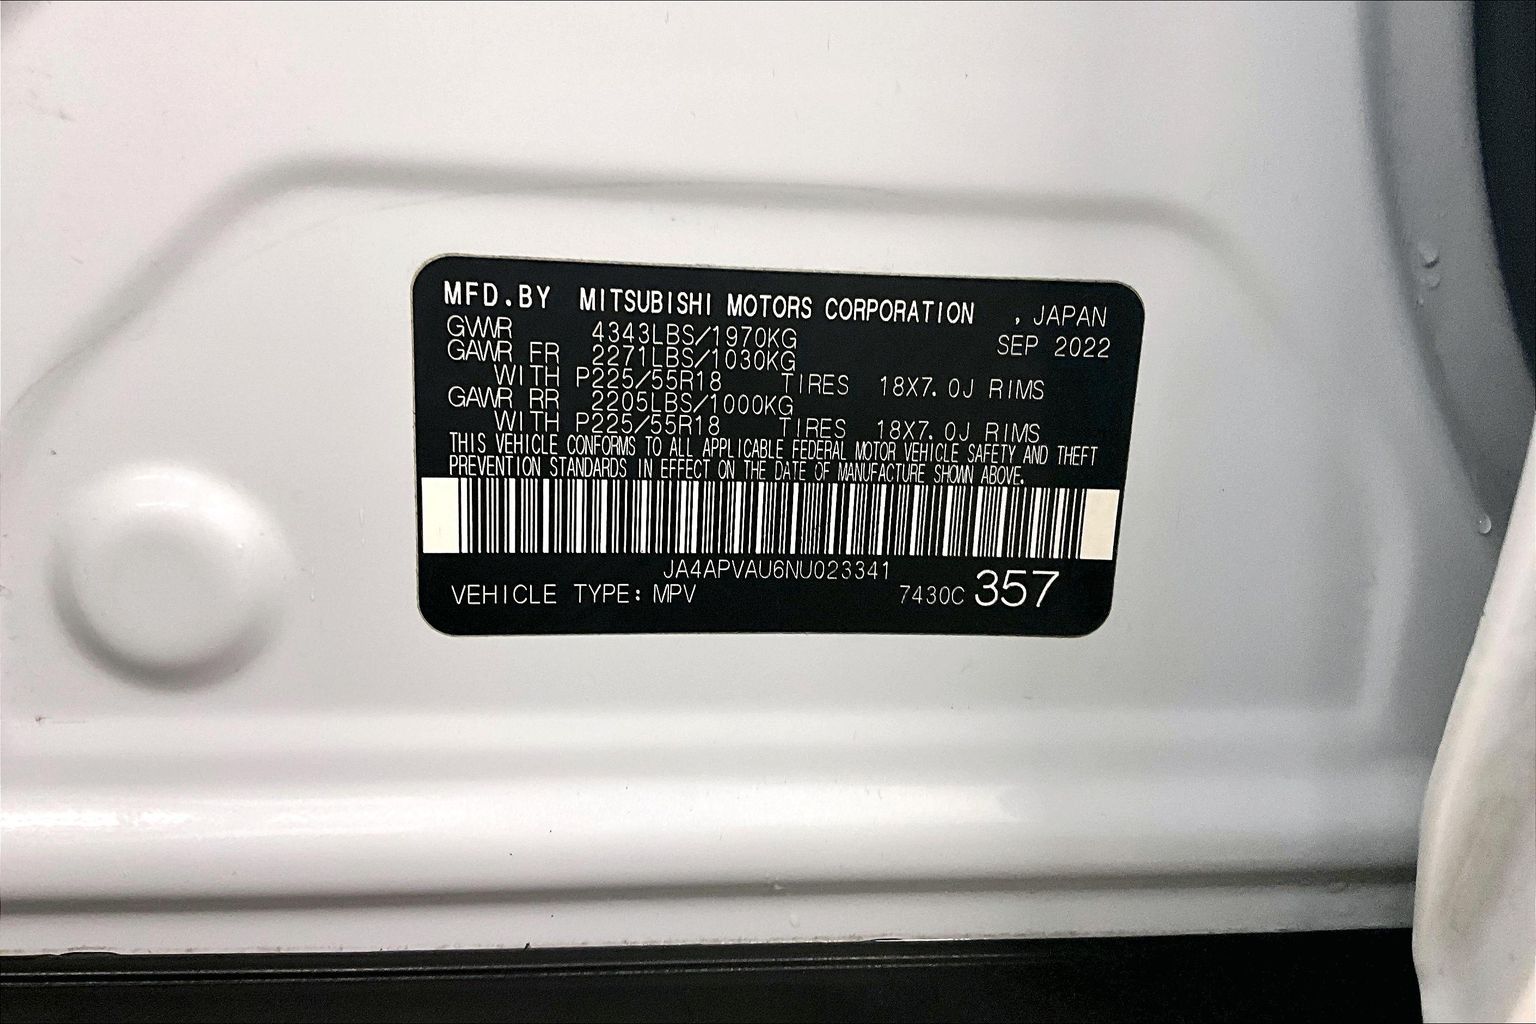 MFD.BY MITSUBISHI MOTORS CORPORATION , JAPAN
GVWR 4343LBS/1970KG SEP 2022
GAWR FR 2271LBS/1030KG
WITH P225/55R18 TIRES 18X7.0J RIMS
GAWR RR 2205LBS/1000KG
WITH P225/55R18 TIRES 18X7.0J RIMS
THIS VEHICLE CONFORMS TO ALL APPLICABLE FEDERAL MOTOR VEHICLE SAFETY AND THEFT
PREVENTION STANDARDS IN EFFECT ON THE DATE OF MANUFACTURE SHOWN ABOVE.
JA4APVAU6NU023341
VEHICLE TYPE: MPV 7430C 357